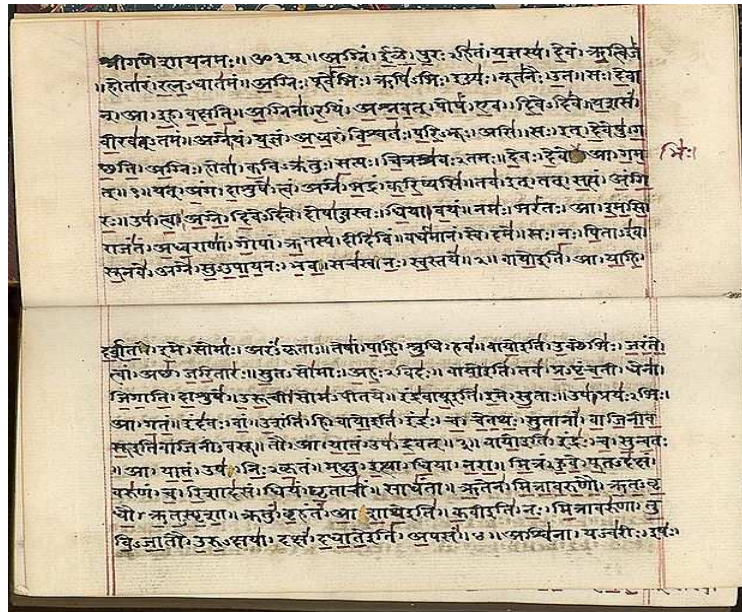 श्रीगणेशायनमः॥ ॐ३म्॥ अग्निं। ईळे। पुरःऽहितं। यज्ञस्य। देवं। ऋत्विजं
॥होतारं। रत्नऽधातमं॥ अग्निः। पूर्वेभिः। ऋषिऽभिः। ईड्यः। नूतनैः। उत॥ सः। देवा
न्। आ। इह। वक्षति॥ अग्निना। रयिं। अश्नवत्। पोषं। एव। दिवेऽदिवे॥ यशसं
वीरवत्ऽतमं॥ अग्ने। यं। यज्ञं। अध्वरं। विश्वतः। परिऽभूः। असि॥ सः। इत्। देवेषु। ग
च्छति॥ अग्निः। होता। कविऽक्रतुः। सत्यः। चित्रश्रवःऽतमः॥ देवः। देवे आ। गम
भिः।
त्॥१॥ यत्। अंग। दाशुषे। त्वं। अग्ने। भद्रं। करिष्यसि॥ तव। इत्। तत्। सत्यं। अंगि
रः॥ उप। त्वा। अग्ने। दिवेऽदिवे। दोषाऽवस्तः। धिया। वयं॥ नमः। भरंतः। आ। इमसि॥
राजंतं। अध्वराणां। गोपां। ऋतस्य। दीदिविं॥ वर्धमानं। स्वे। दमे॥ सः। नः। पिताऽइव
सूनवे। अग्ने। सुऽउपायनः। भव॥ सचस्व। नः। स्वस्तये॥२॥ वायोइति। आ। याहि
दर्शत। इमे। सोमाः। अरंऽकृताः॥ तेषां। पाहि। श्रुधि। हवं॥ वायोइति। उक्थेभिः। जरंते
त्वां। अच्छ। जरितारः॥ सुतऽसोमाः। अहःऽविदः॥ वायोइति। तव। प्रऽपृंचती। धेना।
जिगाति। दाशुषे॥ उरूची। सोमऽपीतये॥ इंद्रवायूइति। इमे। सुताः॥ उप। प्रयःऽभिः।
आ। गतं॥ इंदवः। वां। उशंति। हि॥ वायोइति। इंद्रः। च। चेतथः। सुतानां। वाजिनीव
सूइतिवाजिनीऽवसू॥ तौ। आ। यातं। उप। द्रवत्॥३॥ वायोइति। इंद्रः। च। सुन्वतः
॥आ। यातं। उप। निःऽकृतं॥ मक्षु। इत्था। धिया। नरा॥ मित्रं। हुवे। पूतऽदक्षं।
वरुणं। च। रिशादसं॥ धियं। घृताचीं। साधंता॥ ऋतेन। मित्रावरुणौ। ऋतऽवृ
धौ। ऋतऽस्पृशा॥ क्रतुं। बृहंतं। आशाथेइति॥ कवीइति। नः। मित्रावरुणा। तु
विऽजातौ। उरुऽक्षया॥ दक्षं। दधातेइति। अपसं॥४॥ अश्विना। यज्वरीः। इषः।